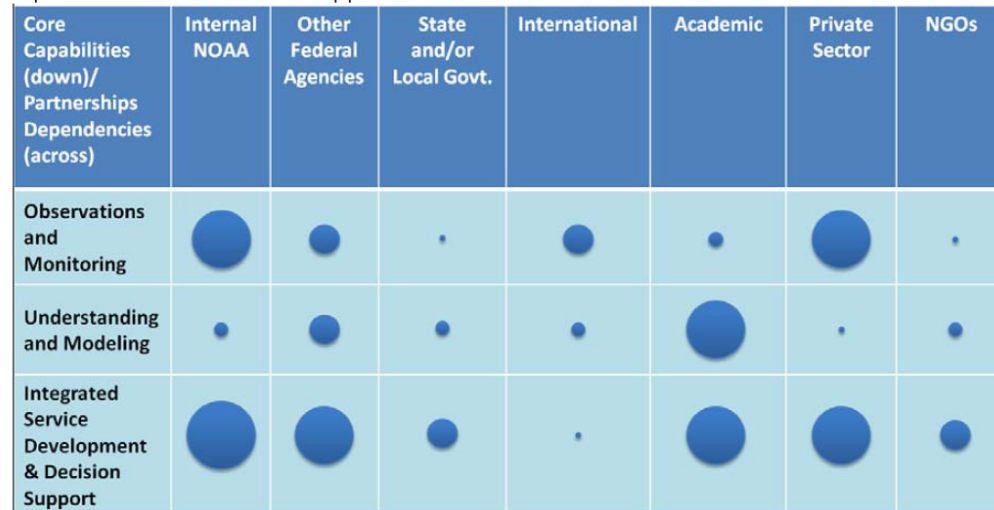 Core
Capabilities
(down)/
Partnerships
Dependencies
(across)
Internal
NOAA
Other
Federal
Agencies
State
and/or
Local Govt.
International
Academic
Private
Sector
NGOs
Observations
and
Monitoring
Understanding
and Modeling
Integrated
Service
Development
& Decision
Support